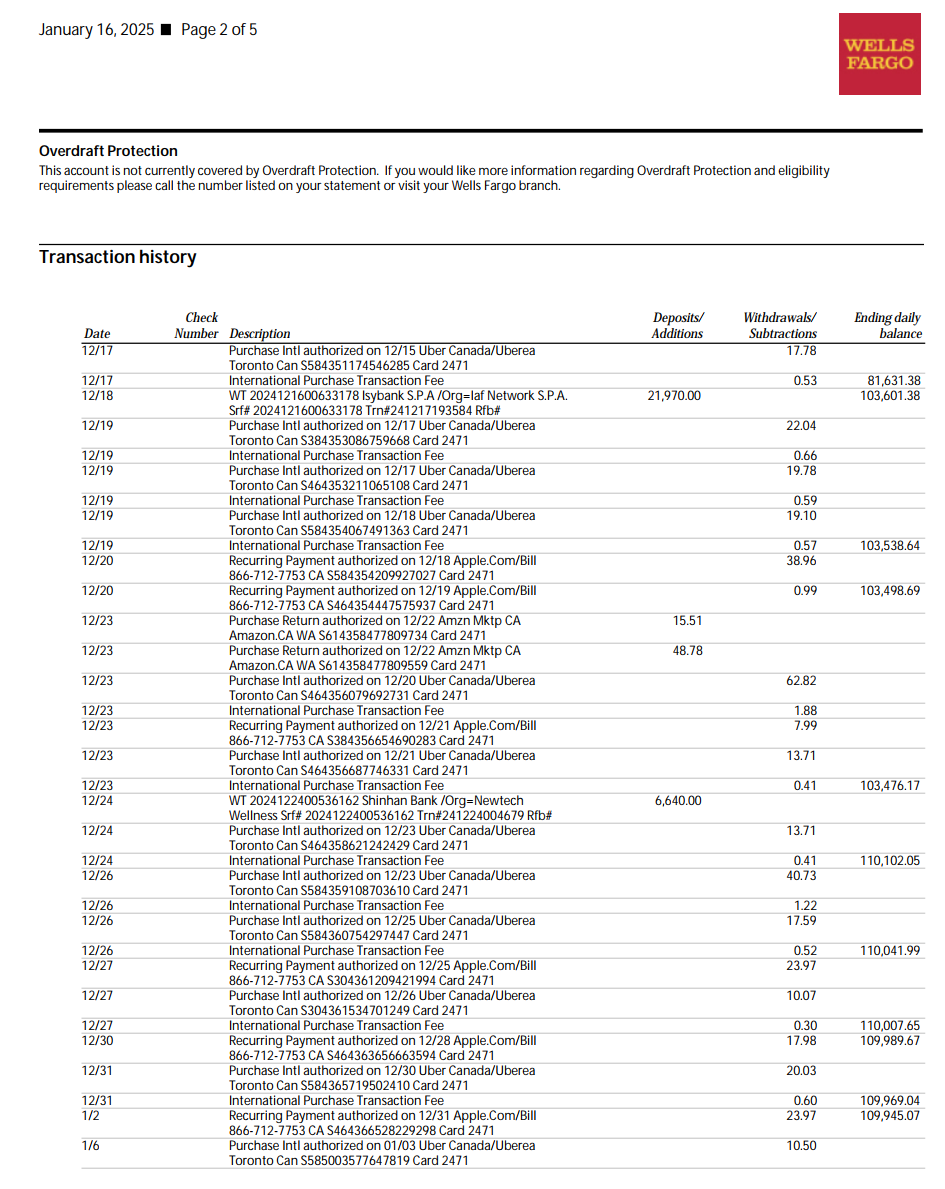 January 16, 2025 ■ Page 2 of 5
WELLS
FARGO
Overdraft Protection
This account is not currently covered by Overdraft Protection. If you would like more information regarding Overdraft Protection and eligibility
requirements please call the number listed on your statement or visit your Wells Fargo branch.
Transaction history
Check Deposits/ Withdrawals/ Ending daily
Date Number Description Additions Subtractions balance
12/17 Purchase Intl authorized on 12/15 Uber Canada/Uberea 17.78
Toronto Can S584351174546285 Card 2471
12/17 International Purchase Transaction Fee 0.53 81,631.38
12/18 WT 2024121600633178 Isybank S.P.A /Org=Iaf Network S.P.A. 21,970.00 103,601.38
Srf# 2024121600633178 Trn#241217193584 Rfb#
12/19 Purchase Intl authorized on 12/17 Uber Canada/Uberea 22.04
Toronto Can S384353086759668 Card 2471
12/19 International Purchase Transaction Fee 0.66
12/19 Purchase Intl authorized on 12/17 Uber Canada/Uberea 19.78
Toronto Can S464353211065108 Card 2471
12/19 International Purchase Transaction Fee 0.59
12/19 Purchase Intl authorized on 12/18 Uber Canada/Uberea 19.10
Toronto Can S584354067491363 Card 2471
12/19 International Purchase Transaction Fee 0.57 103,538.64
12/20 Recurring Payment authorized on 12/18 Apple.Com/Bill 38.96
866-712-7753 CA S584354209927027 Card 2471
12/20 Recurring Payment authorized on 12/19 Apple.Com/Bill 0.99 103,498.69
866-712-7753 CA S464354447575937 Card 2471
12/23 Purchase Return authorized on 12/22 Amzn Mktp CA 15.51
Amazon.CA WA S614358477809734 Card 2471
12/23 Purchase Return authorized on 12/22 Amzn Mktp CA 48.78
Amazon.CA WA S614358477809559 Card 2471
12/23 Purchase Intl authorized on 12/20 Uber Canada/Uberea 62.82
Toronto Can S464356079692731 Card 2471
12/23 International Purchase Transaction Fee 1.88
12/23 Recurring Payment authorized on 12/21 Apple.Com/Bill 7.99
866-712-7753 CA S384356654690283 Card 2471
12/23 Purchase Intl authorized on 12/21 Uber Canada/Uberea 13.71
Toronto Can S464356687746331 Card 2471
12/23 International Purchase Transaction Fee 0.41 103,476.17
12/24 WT 2024122400536162 Shinhan Bank /Org=Newtech 6,640.00
Wellness Srf# 2024122400536162 Trn#241224004679 Rfb#
12/24 Purchase Intl authorized on 12/23 Uber Canada/Uberea 13.71
Toronto Can S464358621242429 Card 2471
12/24 International Purchase Transaction Fee 0.41 110,102.05
12/26 Purchase Intl authorized on 12/23 Uber Canada/Uberea 40.73
Toronto Can S584359108703610 Card 2471
12/26 International Purchase Transaction Fee 1.22
12/26 Purchase Intl authorized on 12/25 Uber Canada/Uberea 17.59
Toronto Can S584360754297447 Card 2471
12/26 International Purchase Transaction Fee 0.52 110,041.99
12/27 Recurring Payment authorized on 12/25 Apple.Com/Bill 23.97
866-712-7753 CA S304361209421994 Card 2471
12/27 Purchase Intl authorized on 12/26 Uber Canada/Uberea 10.07
Toronto Can S304361534701249 Card 2471
12/27 International Purchase Transaction Fee 0.30 110,007.65
12/30 Recurring Payment authorized on 12/28 Apple.Com/Bill 17.98 109,989.67
866-712-7753 CA S464363656663594 Card 2471
12/31 Purchase Intl authorized on 12/30 Uber Canada/Uberea 20.03
Toronto Can S584365719502410 Card 2471
12/31 International Purchase Transaction Fee 0.60 109,969.04
1/2 Recurring Payment authorized on 12/31 Apple.Com/Bill 23.97 109,945.07
866-712-7753 CA S464366528229298 Card 2471
1/6 Purchase Intl authorized on 01/03 Uber Canada/Uberea 10.50
Toronto Can S585003577647819 Card 2471